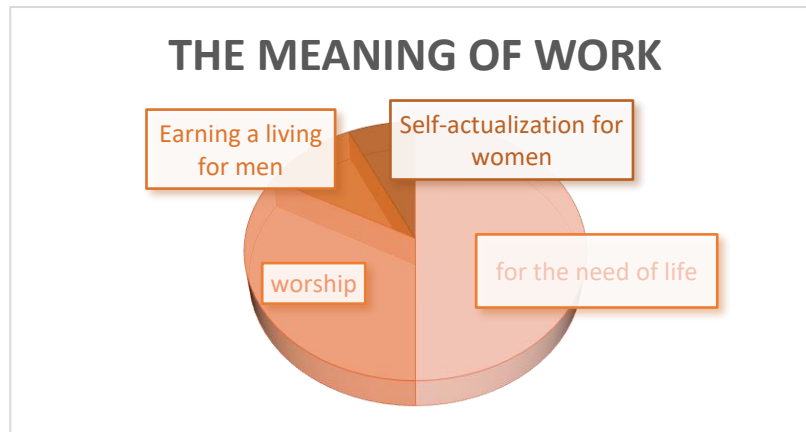 THE MEANING OF WORK
Earning a living
for men
Self-actualization for
women
worship
for the need of life